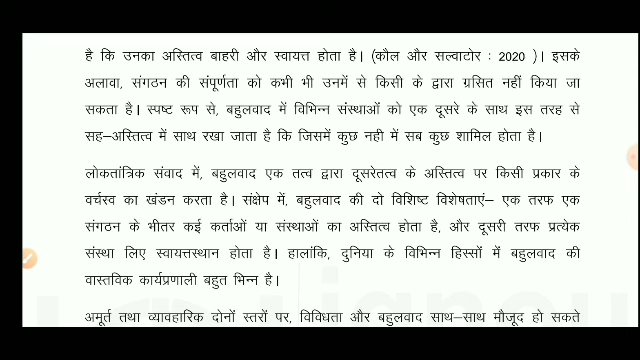 है कि उनका अस्तित्व बाहरी और स्वायत्त होता है। (कौल और सल्वाटोर : 2020 )। इसके
अलावा, संगठन की संपूर्णता को कभी भी उनमें से किसी के द्वारा ग्रसित नहीं किया जा
सकता है। स्पष्ट रूप से, बहुलवाद में विभिन्न संस्थाओं को एक दूसरे के साथ इस तरह से
सह–अस्तित्व में साथ रखा जाता है कि जिसमें कुछ नही में सब कुछ शामिल होता है।
लोकतांत्रिक संवाद में, बहुलवाद एक तत्व द्वारा दूसरेतत्व के अस्तित्व पर किसी प्रकार के
वर्चस्व का खंडन करता है। संक्षेप में, बहुलवाद की दो विशिष्ट विशेषताएं– एक तरफ एक
संगठन के भीतर कई कर्ताओं या संस्थाओं का अस्तित्व होता है, और दूसरी तरफ प्रत्येक
संस्था लिए स्वायत्तस्थान होता है। हालांकि, दुनिया के विभिन्न हिस्सों में बहुलवाद की
वास्तविक कार्यप्रणाली बहुत भिन्न है।
अमूर्त तथा व्यावहारिक दोनों स्तरों पर, विविधता और बहुलवाद साथ–साथ मौजूद हो सकते